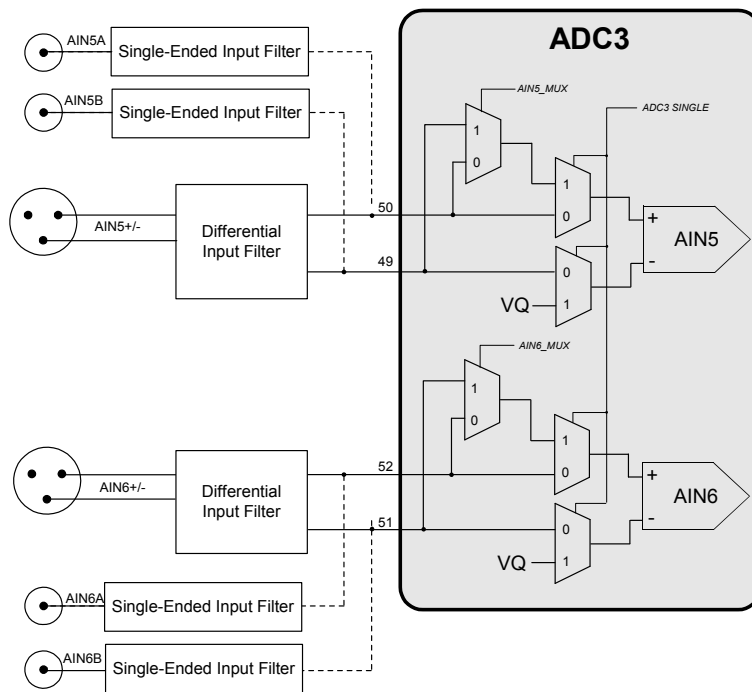 ADC3
AIN5A
Single-Ended Input Filter
AIN5B
Single-Ended Input Filter
AIN5_MUX
ADC3 SINGLE
1
0
1
0
AIN5+/-
Differential
Input Filter
50
49
+
-
AIN5
0
1
VQ
AIN6_MUX
1
0
1
0
AIN6+/-
Differential
Input Filter
52
51
+
-
AIN6
0
1
VQ
AIN6A
Single-Ended Input Filter
AIN6B
Single-Ended Input Filter